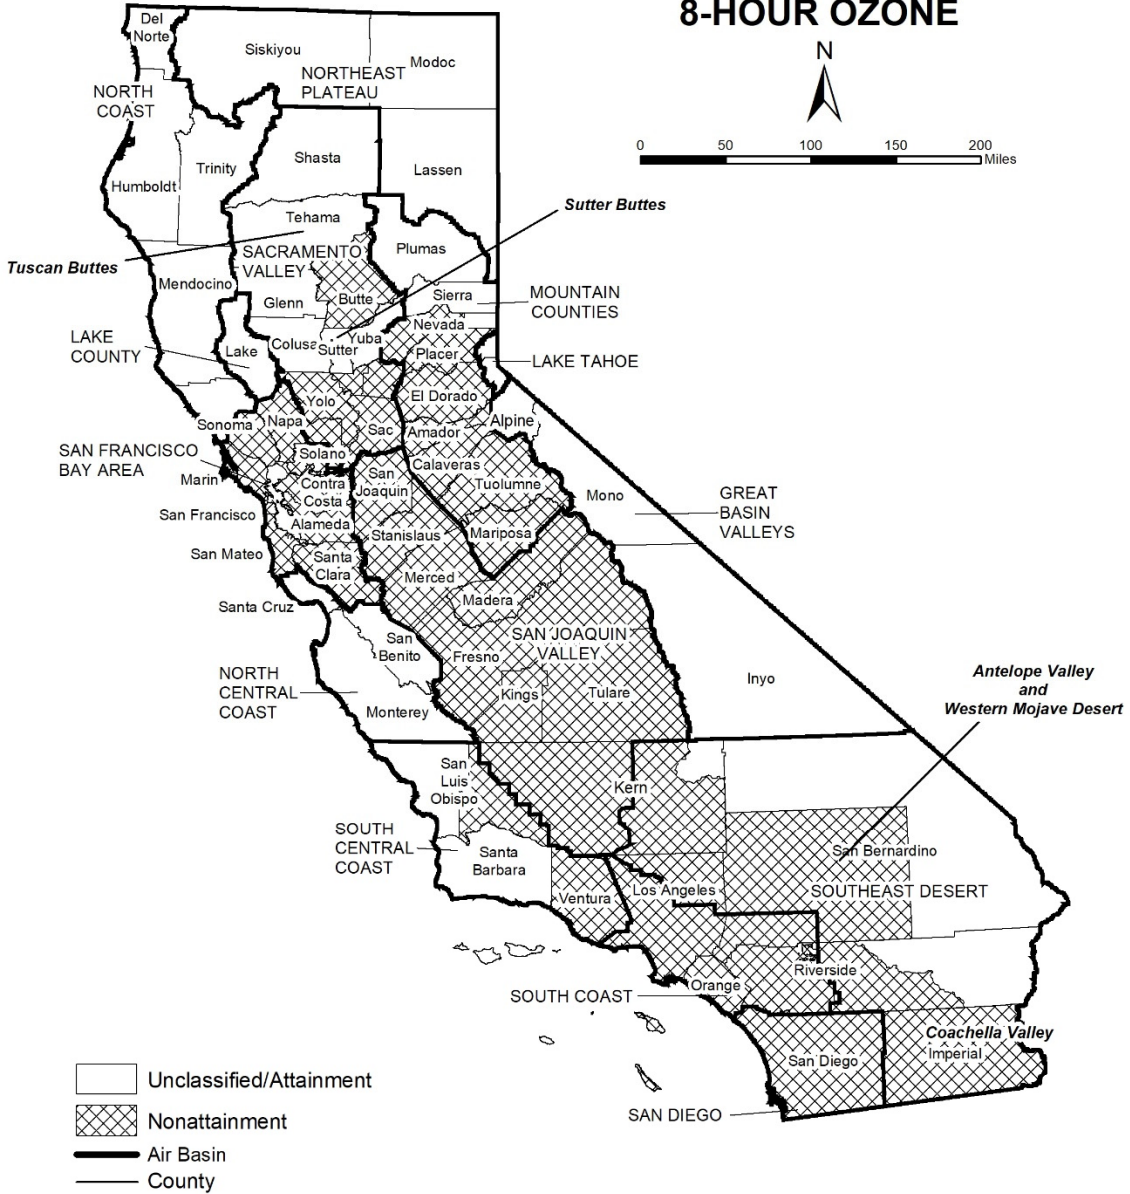 8-HOUR OZONE
N
0 50 100 150 200
Miles
Del
Norte
Siskiyou
Modoc
NORTHEAST
PLATEAU
NORTH
COAST
Shasta
Trinity
Lassen
Humboldt
Sutter Buttes
Tehama
Plumas
SACRAMENTO
VALLEY
Tuscan Buttes
Mendocino
Glenn
Butte
Sierra
MOUNTAIN
COUNTIES
Nevada
LAKE
COUNTY
Lake
Colusa
Sutter
Yuba
Placer
LAKE TAHOE
Yolo
El Dorado
Sonoma
Napa
Sac
Amador
Alpine
SAN FRANCISCO
BAY AREA
Solano
Calaveras
Marin
Contra
Costa
San
Joaquin
Tuolumne
Mono
GREAT
BASIN
VALLEYS
San Francisco
Alameda
Stanislaus
Mariposa
San Mateo
Santa
Clara
Merced
Santa Cruz
Madera
San
Benito
SAN JOAQUIN
VALLEY
Fresno
NORTH
CENTRAL
COAST
Kings
Tulare
Inyo
Antelope Valley
and
Western Mojave Desert
Monterey
San
Luis
Obispo
Kern
SOUTH
CENTRAL
COAST
Santa
Barbara
San Bernardino
Ventura
Los Angeles
SOUTHEAST DESERT
Riverside
SOUTH COAST
Orange
Coachella Valley
Imperial
San Diego
SAN DIEGO
Unclassified/Attainment
Nonattainment
Air Basin
County